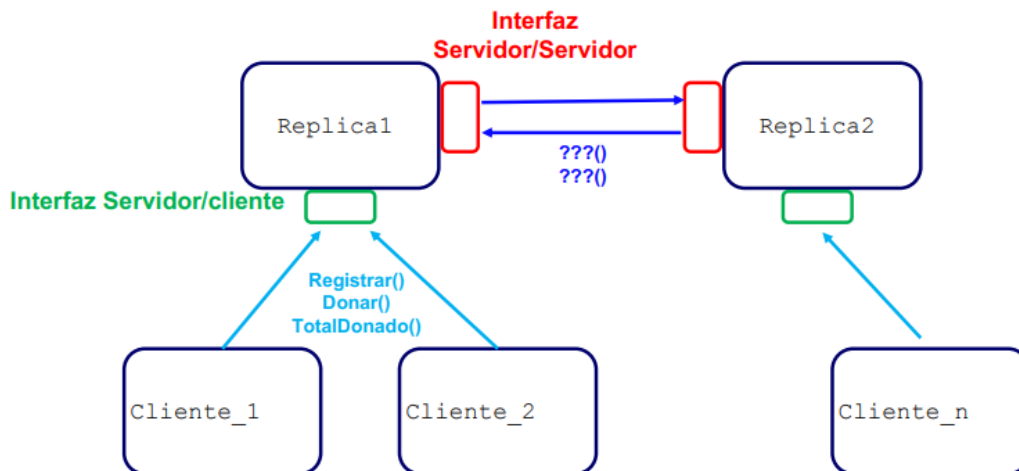 Interfaz
Servidor/Servidor
Replica1
Replica2
???()
???()
Interfaz Servidor/cliente
Registrar()
Donar()
TotalDonado()
Cliente_1
Cliente_2
Cliente_n